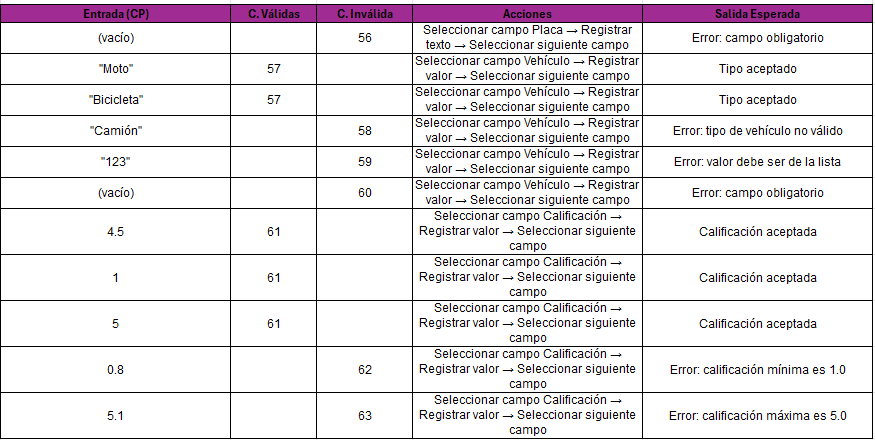 Entrada (CP) C. Válidas C. Inválida Acciones Salida Esperada
(vacío) 56 Seleccionar campo Placa → Registrar texto → Seleccionar siguiente campo Error: campo obligatorio
"Moto" 57 Seleccionar campo Vehículo → Registrar valor → Seleccionar siguiente campo Tipo aceptado
"Bicicleta" 57 Seleccionar campo Vehículo → Registrar valor → Seleccionar siguiente campo Tipo aceptado
"Camión" 58 Seleccionar campo Vehículo → Registrar valor → Seleccionar siguiente campo Error: tipo de vehículo no válido
"123" 59 Seleccionar campo Vehículo → Registrar valor → Seleccionar siguiente campo Error: valor debe ser de la lista
(vacío) 60 Seleccionar campo Vehículo → Registrar valor → Seleccionar siguiente campo Error: campo obligatorio
4.5 61 Seleccionar campo Calificación → Registrar valor → Seleccionar siguiente campo Calificación aceptada
1 61 Seleccionar campo Calificación → Registrar valor → Seleccionar siguiente campo Calificación aceptada
5 61 Seleccionar campo Calificación → Registrar valor → Seleccionar siguiente campo Calificación aceptada
0.8 62 Seleccionar campo Calificación → Registrar valor → Seleccionar siguiente campo Error: calificación mínima es 1.0
5.1 63 Seleccionar campo Calificación → Registrar valor → Seleccionar siguiente campo Error: calificación máxima es 5.0